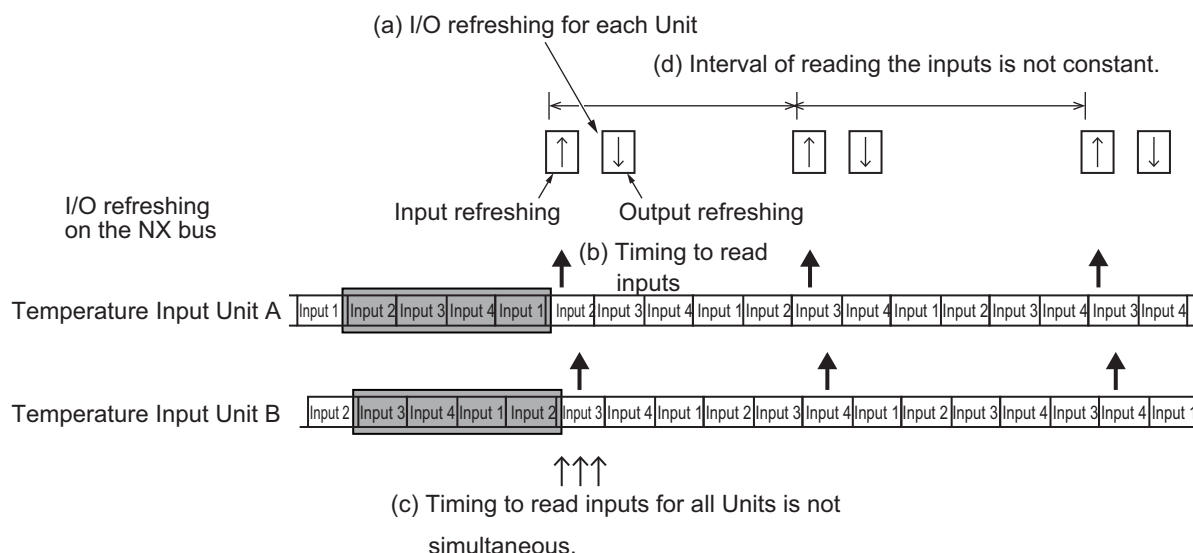 (a) I/O refreshing for each Unit
(d) Interval of reading the inputs is not constant.
Input refreshing
Output refreshing
I/O refreshing
on the NX bus
(b) Timing to read
inputs
Temperature Input Unit A
Input 1 Input 2 Input 3 Input 4 Input 1 Input 2 Input 3 Input 4 Input 1 Input 2 Input 3 Input 4 Input 1 Input 2 Input 3 Input 4 Input 3 Input 4
Temperature Input Unit B
Input 2 Input 3 Input 4 Input 1 Input 2 Input 3 Input 4 Input 1 Input 2 Input 3 Input 4 Input 1 Input 2 Input 3 Input 4 Input 3 Input 4 Input 1
(c) Timing to read inputs for all Units is not
simultaneous.